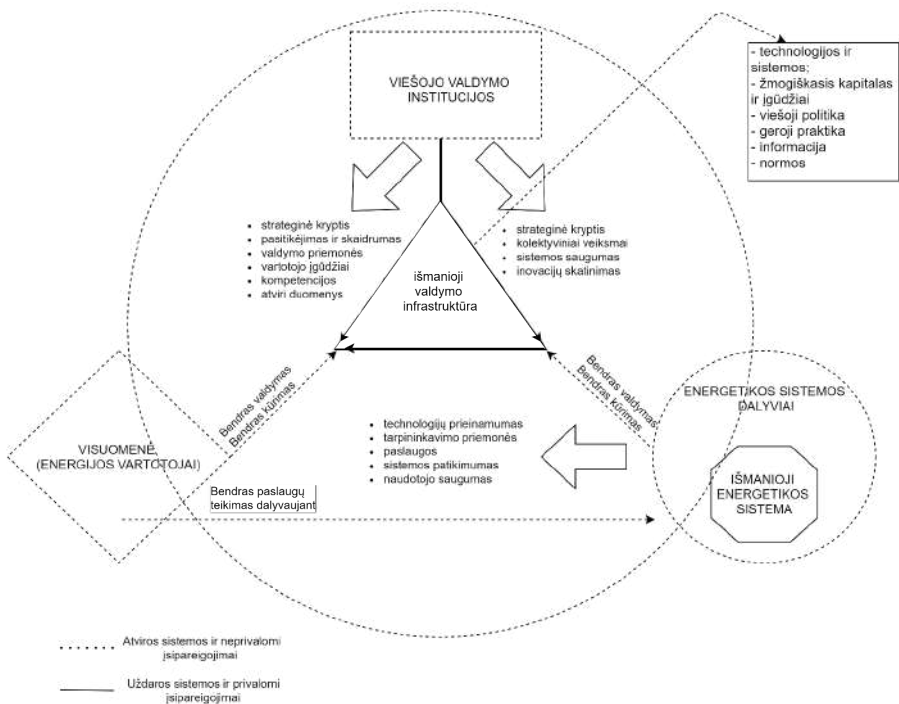 VIEŠOJO VALDYMO
INSTITUCIJOS
- technologijos ir
sistemos;
- žmogiškasis kapitalas
ir įgūdžiai
- viešoji politika
- geroji praktika
- informacija
- normos
• strateginė kryptis
• pasitikėjimas ir skaidrumas
• valdymo priemonės
• vartotojo įgūdžiai
• kompetencijos
• atviri duomenys
• strateginė kryptis
• kolektyviniai veiksmai
• sistemos saugumas
• inovacijų skatinimas
išmanioji
valdymo
infrastruktūra
Bendras valdymas
Bendras kūrimas
Bendras valdymas
Bendras kūrimas
ENERGETIKOS SISTEMOS
DALYVIAI
VISUOMENĖ
(ENERGIJOS VARTOTOJAI)
• technologijų prieinamumas
• tarpininkavimo priemonės
• paslaugos
• sistemos patikimumas
• naudotojo saugumas
IŠMANIOJI
ENERGETIKOS
SISTEMA
Bendras paslaugų
teikimas dalyvaujant
Atviros sistemos ir neprivalomi
įsipareigojimai
Uždaros sistemos ir privalomi
įsipareigojimai